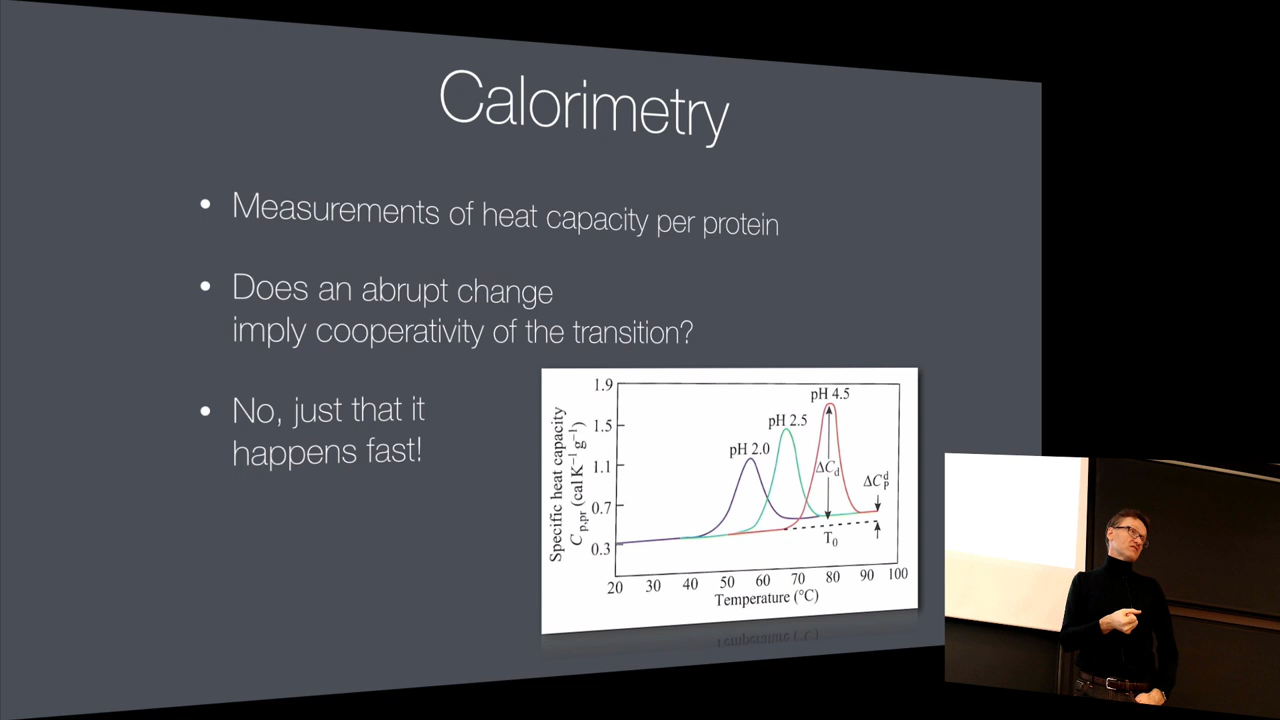 Calorimetry
• Measurements of heat capacity per protein
• Does an abrupt change
imply cooperativity of the transition?
• No, just that it
happens fast!
Specific heat capacity
C p,pr (cal K⁻¹ g⁻¹)
1.9
1.5
1.1
0.7
0.3
pH 2.0
pH 2.5
pH 4.5
ΔC_d
ΔC_P^d
T₀
20 30 40 50 60 70 80 90 100
Temperature (°C)